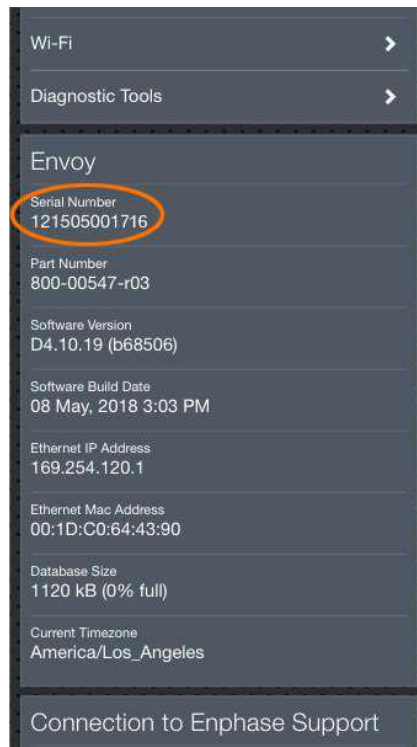 Wi-Fi
Diagnostic Tools
Envoy
Serial Number
121505001716
Part Number
800-00547-r03
Software Version
D4.10.19 (b68506)
Software Build Date
08 May, 2018 3:03 PM
Ethernet IP Address
169.254.120.1
Ethernet Mac Address
00:1D:C0:64:43:90
Database Size
1120 kB (0% full)
Current Timezone
America/Los_Angeles
Connection to Enphase Support